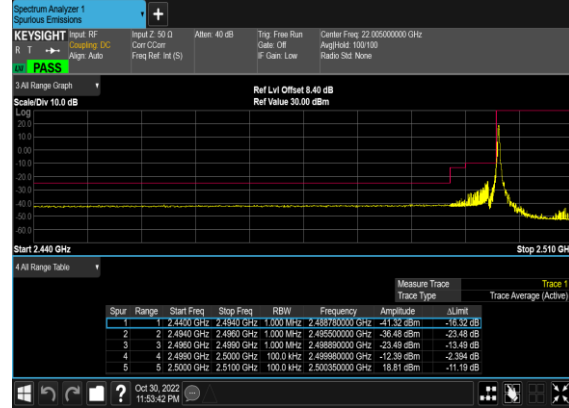 Spectrum Analyzer 1
Spurious Emissions
KEYSIGHT Input: RF Input Z: 50 Ω Atten: 40 dB Trig: Free Run Center Freq: 22.005000000 GHz
R T Coupling: DC Corr CCorr Gate: Off Avg|Hold: 100/100
Align: Auto Freq Ref: Int (S) IF Gain: Low Radio Std: None
PASS
3 All Range Graph
Ref Lvl Offset 8.40 dB
Scale/Div 10.0 dB Ref Value 30.00 dBm
Log
20.0
10.0
0.00
-10.0
-20.0
-30.0
-40.0
-50.0
-60.0
Start 2.440 GHz Stop 2.510 GH
4 All Range Table
Measure Trace Trace 1
Trace Type Trace Average (Active)
Spur Range Start Freq Stop Freq RBW Frequency Amplitude ΔLimit
1 1 2.4400 GHz 2.4940 GHz 1.000 MHz 2.488780000 GHz -41.32 dBm -16.32 dB
2 2 2.4940 GHz 2.4960 GHz 1.000 MHz 2.495500000 GHz -36.48 dBm -23.48 dB
3 3 2.4960 GHz 2.4990 GHz 1.000 MHz 2.498890000 GHz -23.49 dBm -13.49 dB
4 4 2.4990 GHz 2.5000 GHz 100.0 kHz 2.499980000 GHz -12.39 dBm -2.394 dB
5 5 2.5000 GHz 2.5100 GHz 100.0 kHz 2.500350000 GHz 18.81 dBm -11.19 dB
? Oct 30, 2022
11:53:42 PM